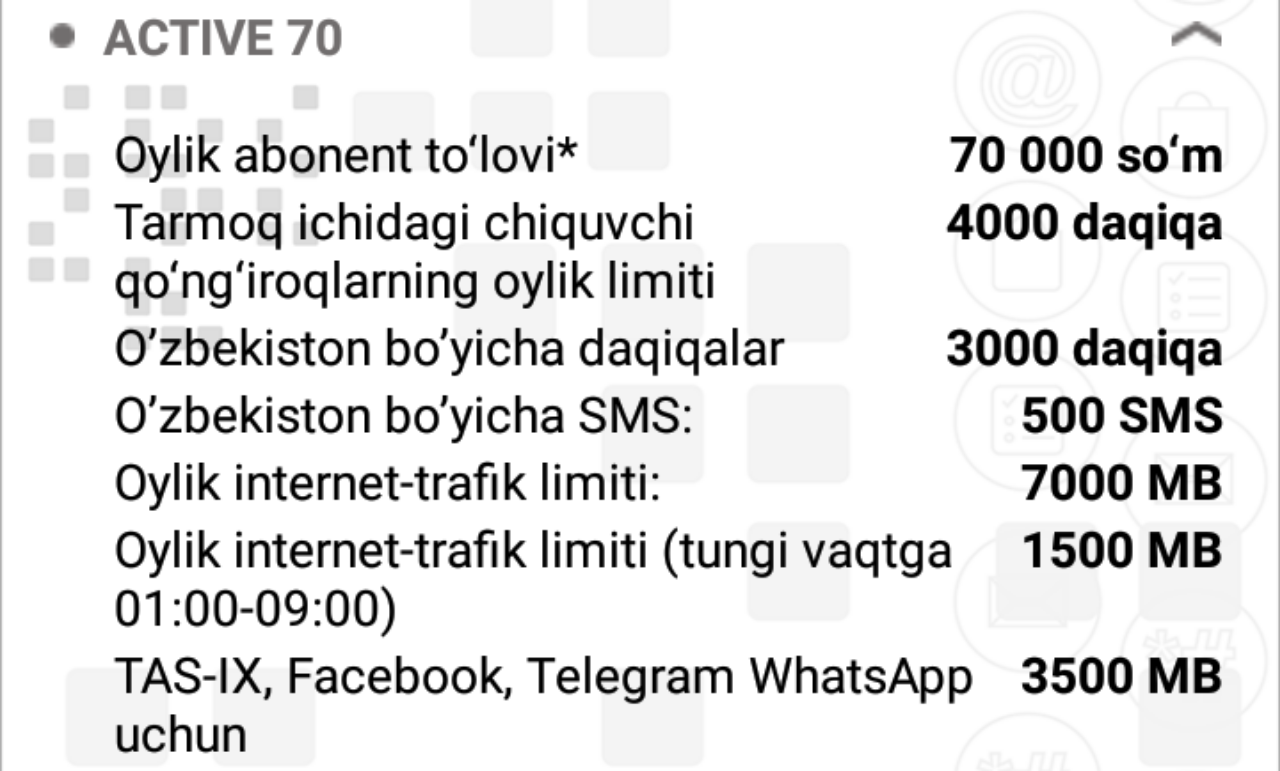 ACTIVE 70
Oylik abonent to‘lovi* 70 000 so‘m
Tarmoq ichidagi chiquvchi 4000 daqiqa
qo‘ng‘iroqlarning oylik limiti
O’zbekiston bo’yicha daqiqalar 3000 daqiqa
O’zbekiston bo’yicha SMS: 500 SMS
Oylik internet-trafik limiti: 7000 MB
Oylik internet-trafik limiti (tungi vaqtga 1500 MB
01:00-09:00)
TAS-IX, Facebook, Telegram WhatsApp 3500 MB
uchun